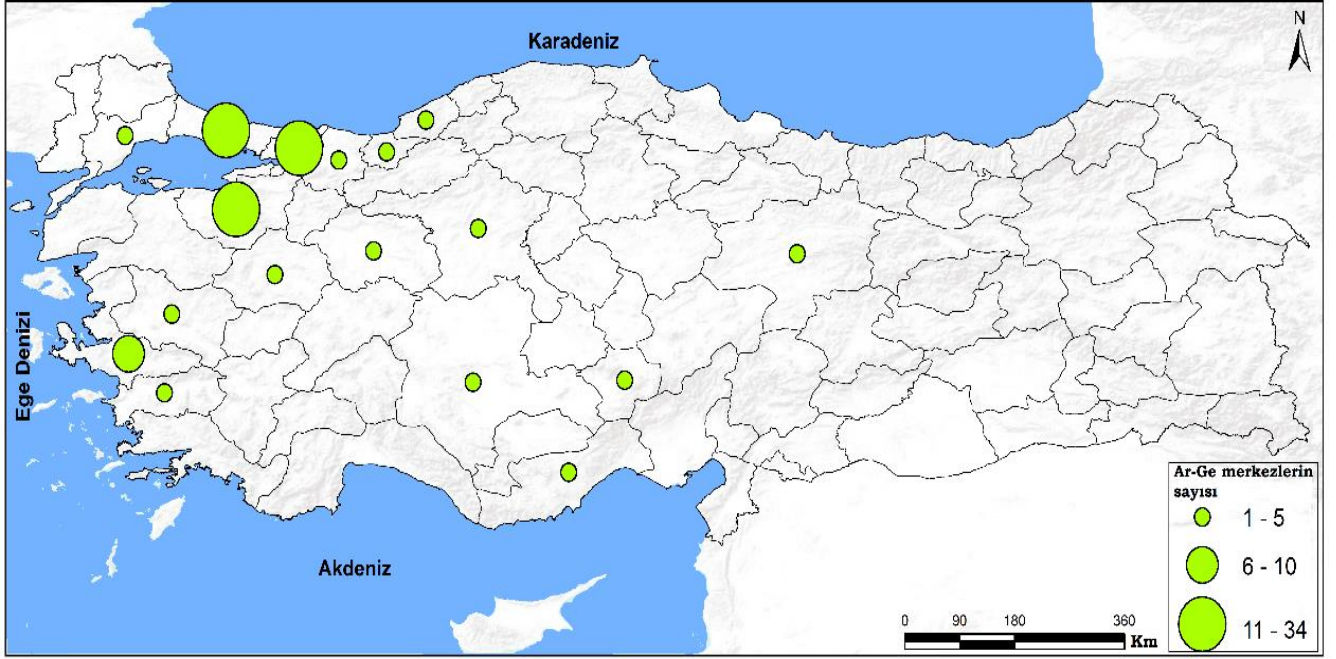 Karadeniz
N
Ege Denizi
Akdeniz
Ar-Ge merkezlerin
sayısı
1 - 5
6 - 10
11 - 34
0 90 180 360
Km